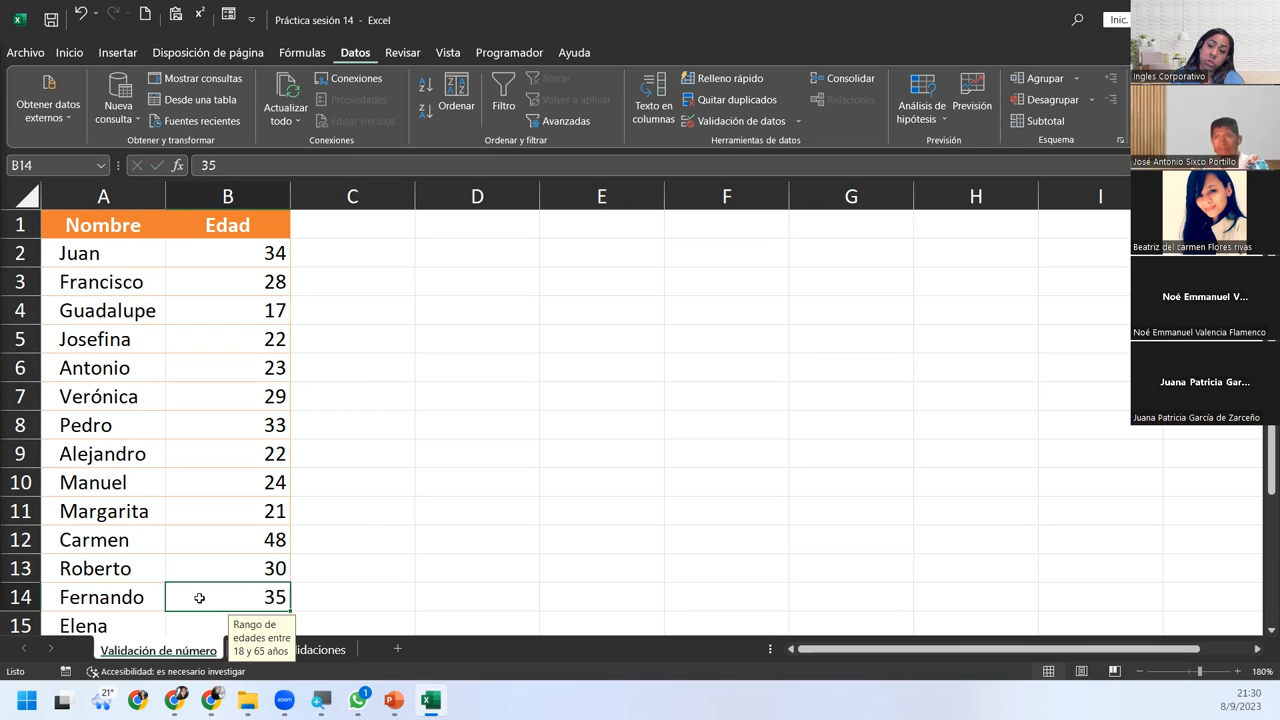 Práctica sesión 14 - Excel
Inic.
Archivo Inicio Insertar Disposición de página Fórmulas Datos Revisar Vista Programador Ayuda
Obtener datos externos
Nueva consulta
Mostrar consultas
Desde una tabla
Fuentes recientes
Obtener y transformar
Actualizar todo
Conexiones
Propiedades
Editar vínculos
Conexiones
Ordenar
Filtro
Volver a aplicar
Avanzadas
Ordenar y filtrar
Texto en columnas
Relleno rápido
Quitar duplicados
Validación de datos
Consolidar
Relaciones
Herramientas de datos
Análisis de hipótesis
Previsión
Previsión
Agrupar
Desagrupar
Subtotal
Esquema
B14 fx 35
A B C D E F G H I
1 Nombre Edad
2 Juan 34
3 Francisco 28
4 Guadalupe 17
5 Josefina 22
6 Antonio 23
7 Verónica 29
8 Pedro 33
9 Alejandro 22
10 Manuel 24
11 Margarita 21
12 Carmen 48
13 Roberto 30
14 Fernando 35
15 Elena
Rango de
edades entre
18 y 65 años
Validación de número
idaciones
Listo
Accesibilidad: es necesario investigar
180%
21°
1
21:30
8/9/2023
Ingles Corporativo
José Antonio Sixco Portillo
Beatriz del carmen Flores rivas
Noé Emmanuel V...
Noé Emmanuel Valencia Flamenco
Juana Patricia Gar...
Juana Patricia García de Zarceño